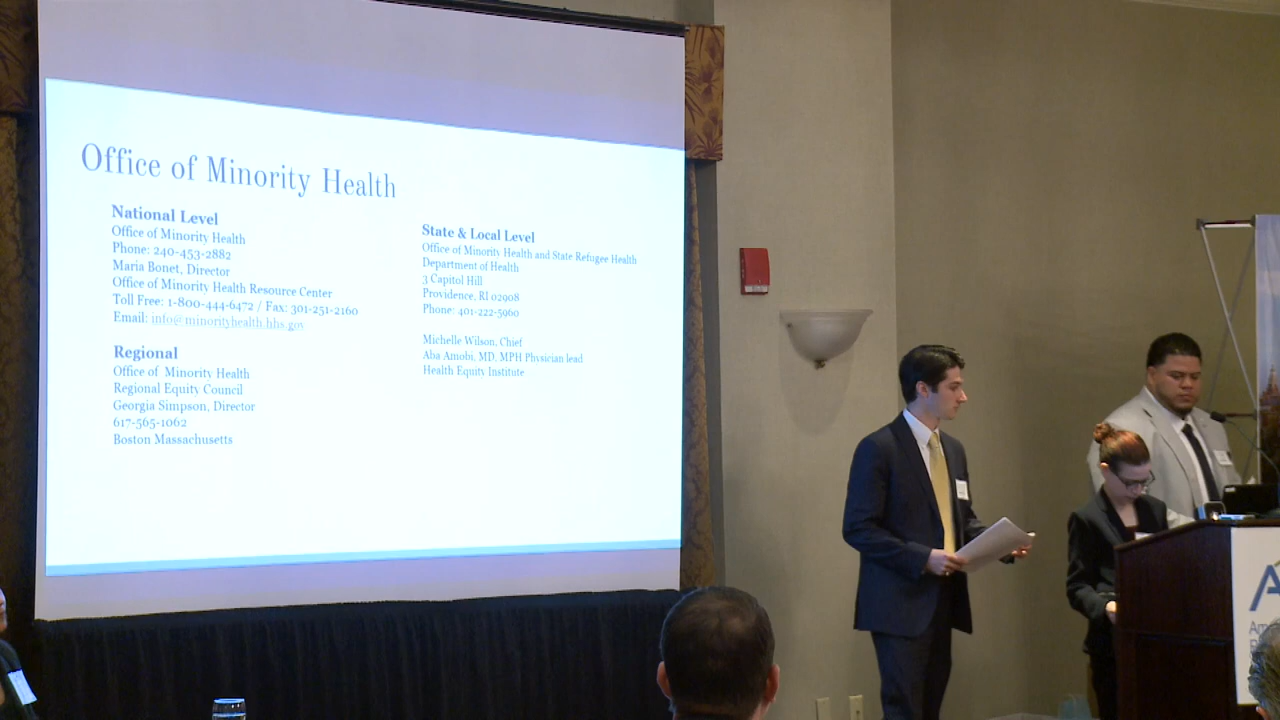 Office of Minority Health
National Level
Office of Minority Health
Phone: 240-453-2882
Maria Bonet, Director
Office of Minority Health Resource Center
Toll Free: 1-800-444-6472 / Fax: 301-251-2160
Email: info@minorityhealth.hhs.gov
Regional
Office of Minority Health
Regional Equity Council
Georgia Simpson, Director
617-565-1062
Boston Massachusetts
State & Local Level
Office of Minority Health and State Refugee Health
Department of Health
3 Capitol Hill
Providence, RI 02908
Phone: 401-222-5960
Michelle Wilson, Chief
Aba Amobi, MD, MPH Physician lead
Health Equity Institute